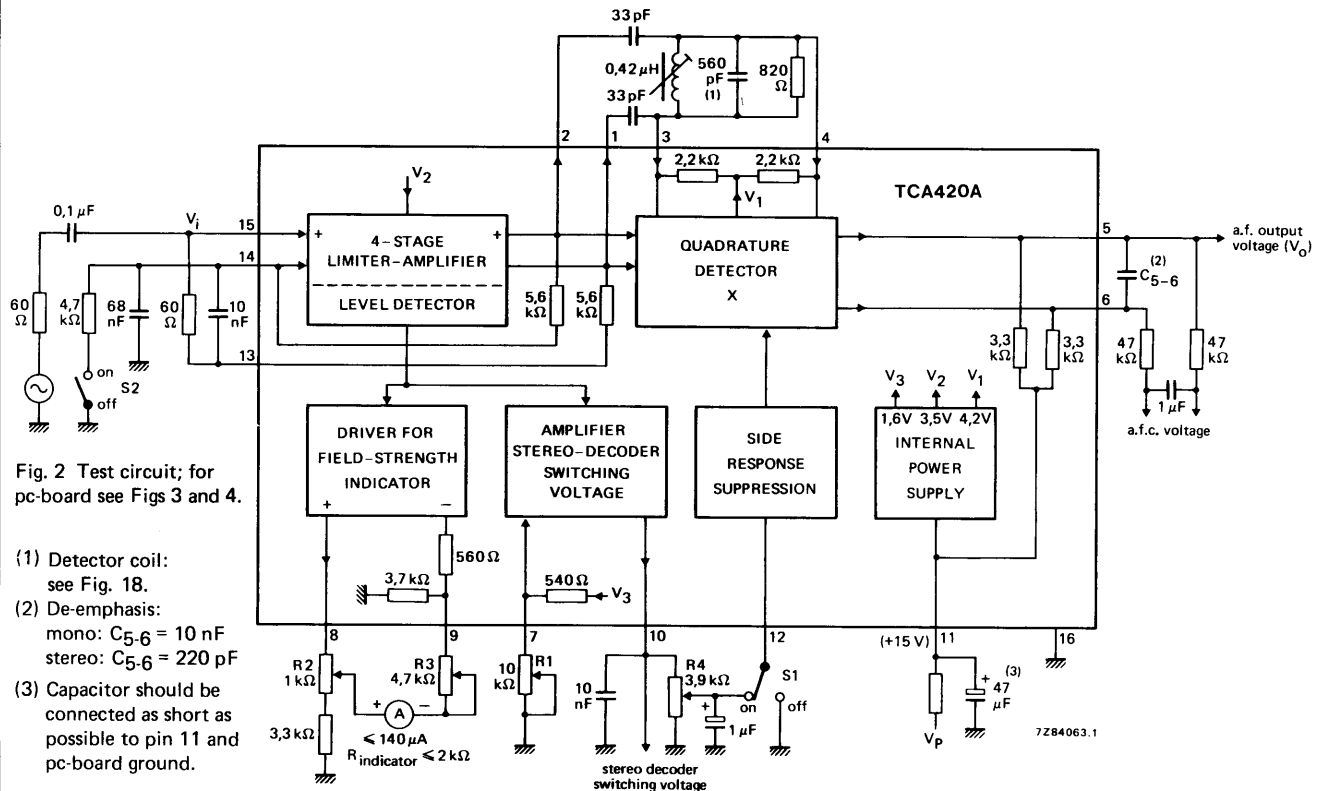 33 pF
0,42 μH
560
pF
(1)
820
Ω
33 pF
2
1
3
4
2,2 kΩ
2,2 kΩ
V1
V2
TCA420A
0,1 μF
Vi
15
+
4-STAGE
LIMITER-AMPLIFIER
+
LEVEL DETECTOR
14
QUADRATURE
DETECTOR
X
5
a.f. output
voltage (Vo)
(2)
C5-6
6
60
Ω
4,7
kΩ
68
nF
60
Ω
10
nF
5,6
kΩ
5,6
kΩ
3,3
kΩ
3,3
kΩ
47
kΩ
47
kΩ
13
on
S2
off
V3
V2
V1
1 μF
a.f.c. voltage
DRIVER FOR
FIELD-STRENGTH
INDICATOR
+
−
AMPLIFIER
STEREO-DECODER
SWITCHING
VOLTAGE
SIDE
RESPONSE
SUPPRESSION
1,6V
3,5V
4,2V
INTERNAL
POWER
SUPPLY
Fig. 2 Test circuit; for
pc-board see Figs 3 and 4.
560 Ω
3,7 kΩ
540 Ω
V3
(1) Detector coil:
see Fig. 18.
(2) De-emphasis:
mono: C5-6 = 10 nF
stereo: C5-6 = 220 pF
(3) Capacitor should be
connected as short as
possible to pin 11 and
pc-board ground.
8
9
7
10
12
(+15 V)
11
16
R2
1 kΩ
R3
4,7 kΩ
10
kΩ
R1
R4
3,9 kΩ
S1
on
off
+
A
−
10
nF
+
1 μF
+
(3)
47
μF
3,3 kΩ
⩽ 140 μA
Rindicator ⩽ 2 kΩ
VP
7Z84063.1
stereo decoder
switching voltage